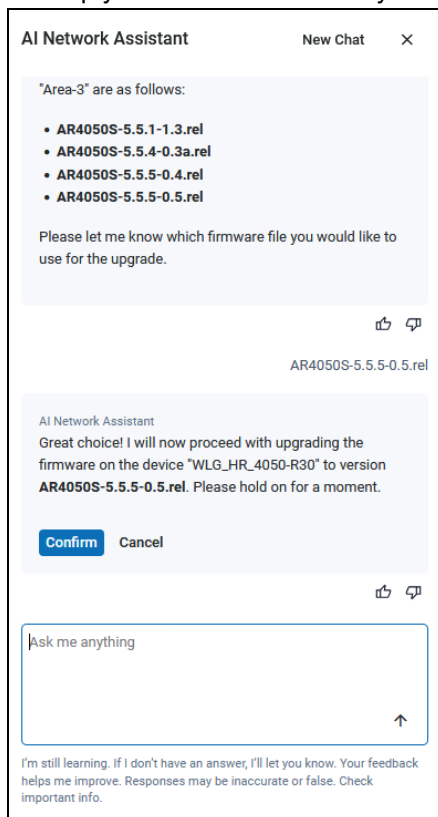 AI Network Assistant New Chat ×
"Area-3" are as follows:
• AR4050S-5.5.1-1.3.rel
• AR4050S-5.5.4-0.3a.rel
• AR4050S-5.5.5-0.4.rel
• AR4050S-5.5.5-0.5.rel
Please let me know which firmware file you would like to
use for the upgrade.
AR4050S-5.5.5-0.5.rel
AI Network Assistant
Great choice! I will now proceed with upgrading the
firmware on the device "WLG_HR_4050-R30" to version
AR4050S-5.5.5-0.5.rel. Please hold on for a moment.
Confirm Cancel
Ask me anything
I'm still learning. If I don't have an answer, I'll let you know. Your feedback
helps me improve. Responses may be inaccurate or false. Check
important info.